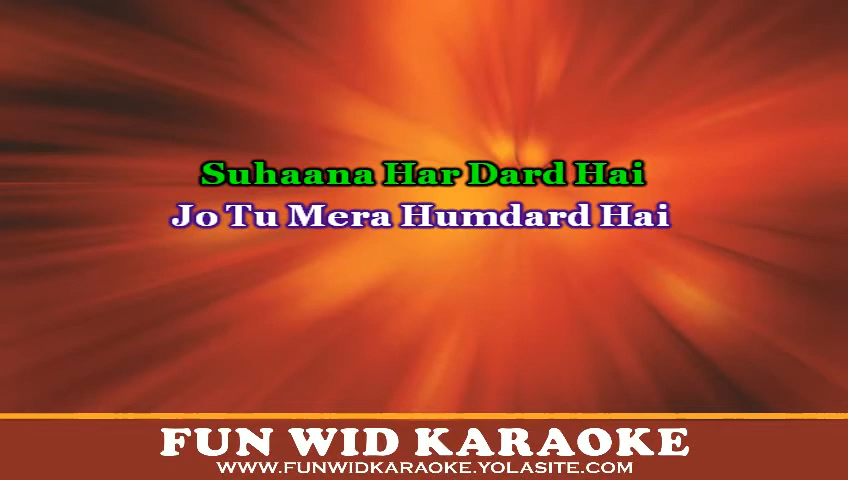 Suhaana Har Dard Hai
Jo Tu Mera Humdard Hai
FUN WID KARAOKE
WWW.FUNWIDKARAOKE.YOLASITE.COM